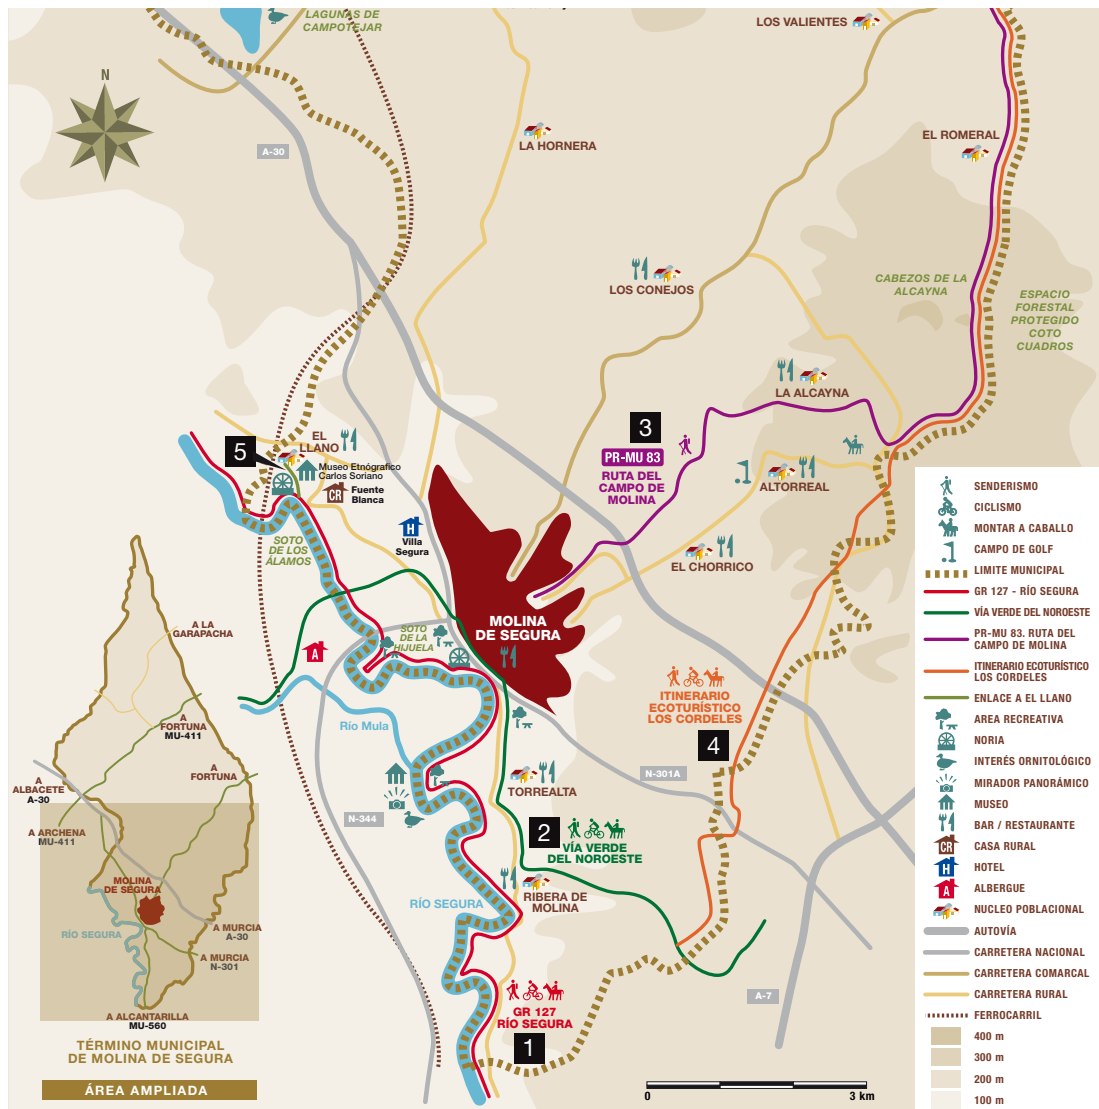 LAGUNAS DE
CAMPOTEJAR
LOS VALIENTES
N
A-30
LA HORNERA
EL ROMERAL
LOS CONEJOS
CABEZOS DE LA
ALCAYNA
ESPACIO
FORESTAL
PROTEGIDO
COTO
CUADROS
LA ALCAYNA
3
PR-MU 83
RUTA DEL
CAMPO DE
MOLINA
5
EL
LLANO
Museo Etnógrafico
Carlos Soriano
CR
Fuente
Blanca
ALTORREAL
H
Villa
Segura
SOTO
DE LOS
ÁLAMOS
EL CHORRICO
MOLINA
DE SEGURA
SOTO
DE LA
HIJUELA
A
ITINERARIO
ECOTURÍSTICO
LOS CORDELES
4
Río Mula
N-301A
TORREALTA
N-344
2
VÍA VERDE
DEL NOROESTE
RÍO SEGURA
RIBERA DE
MOLINA
A-7
GR 127
RÍO SEGURA
1
0
3 km
A LA
GARAPACHA
A
FORTUNA
MU-411
A
FORTUNA
A
ALBACETE
A-30
A ARCHENA
MU-411
MOLINA
DE SEGURA
RÍO SEGURA
A MURCIA
A-30
A MURCIA
N-301
A ALCANTARILLA
MU-560
TÉRMINO MUNICIPAL
DE MOLINA DE SEGURA
ÁREA AMPLIADA
SENDERISMO
CICLISMO
MONTAR A CABALLO
CAMPO DE GOLF
LIMITE MUNICIPAL
GR 127 - RÍO SEGURA
VÍA VERDE DEL NOROESTE
PR-MU 83. RUTA DEL
CAMPO DE MOLINA
ITINERARIO ECOTURÍSTICO
LOS CORDELES
ENLACE A EL LLANO
AREA RECREATIVA
NORIA
INTERÉS ORNITOLÓGICO
MIRADOR PANORÁMICO
MUSEO
BAR / RESTAURANTE
CR
CASA RURAL
H
HOTEL
A
ALBERGUE
NUCLEO POBLACIONAL
AUTOVÍA
CARRETERA NACIONAL
CARRETERA COMARCAL
CARRETERA RURAL
FERROCARRIL
400 m
300 m
200 m
100 m